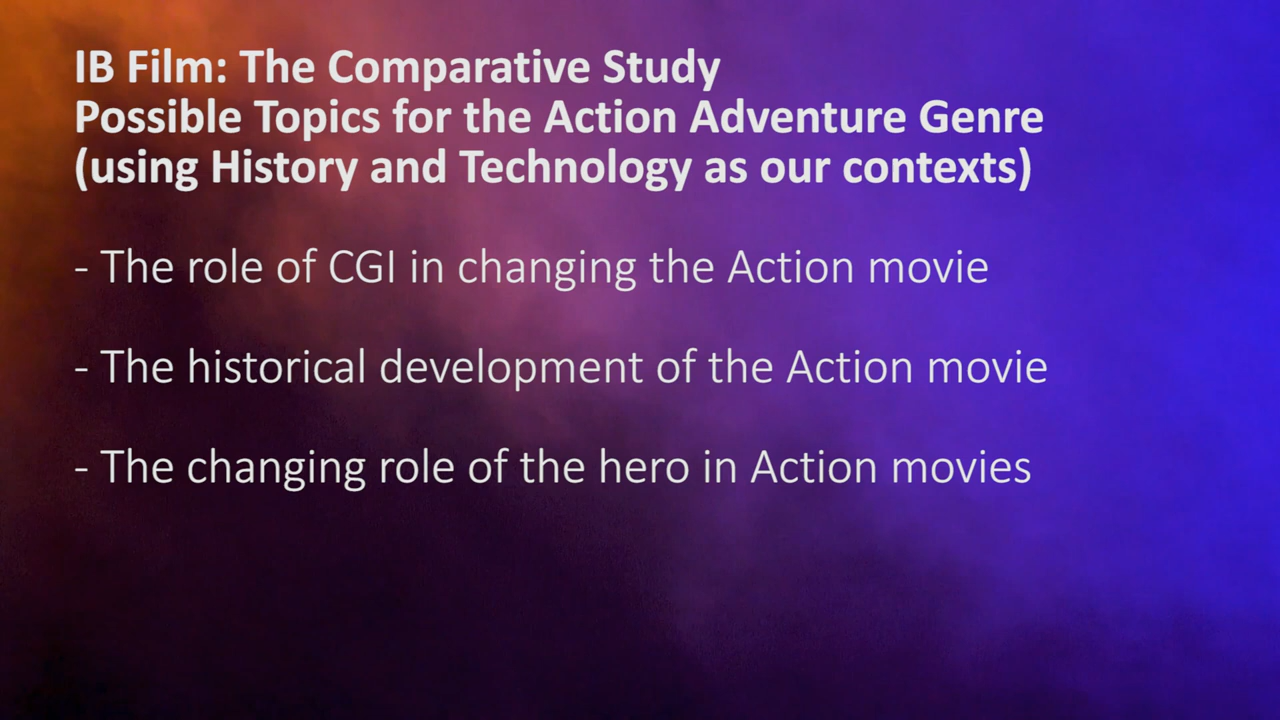 IB Film: The Comparative Study
Possible Topics for the Action Adventure Genre
(using History and Technology as our contexts)
- The role of CGI in changing the Action movie
- The historical development of the Action movie
- The changing role of the hero in Action movies